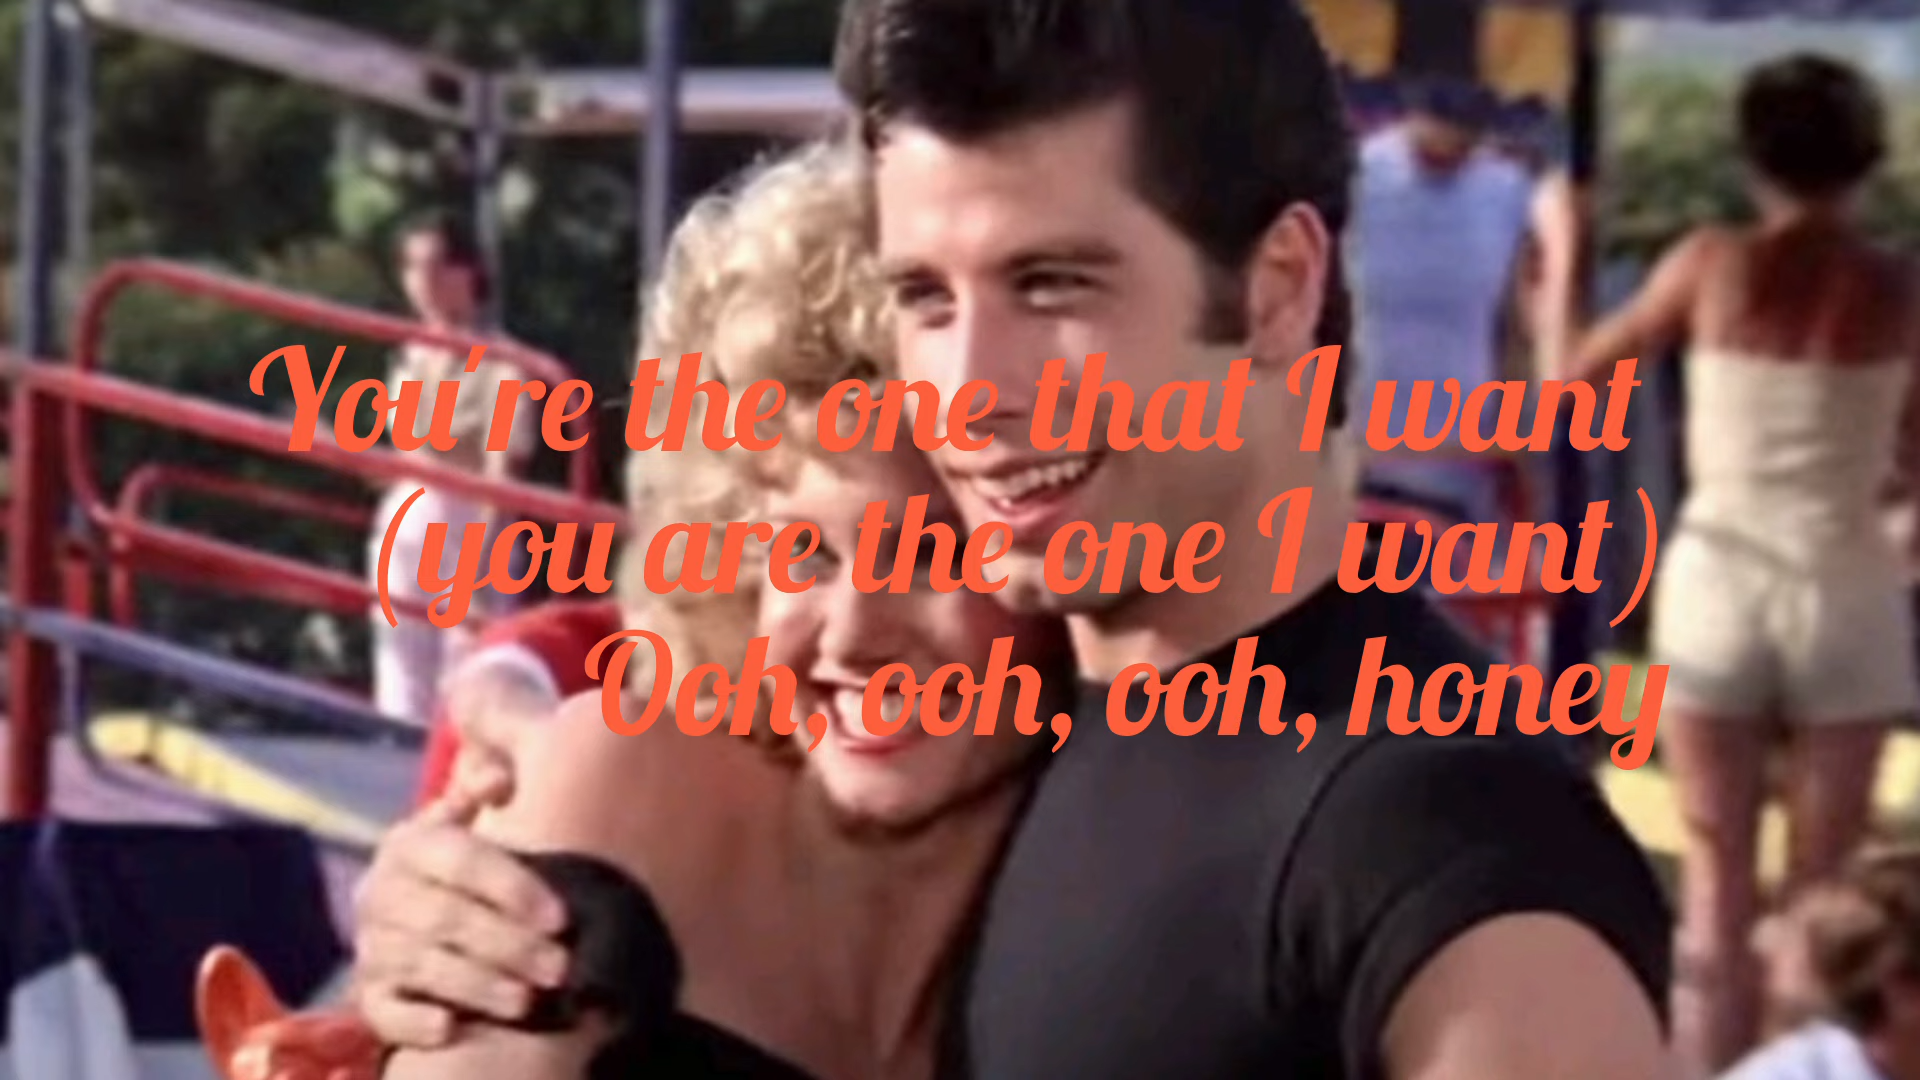 You're the one that I want
(you are the one I want)
Ooh, ooh, ooh, honey